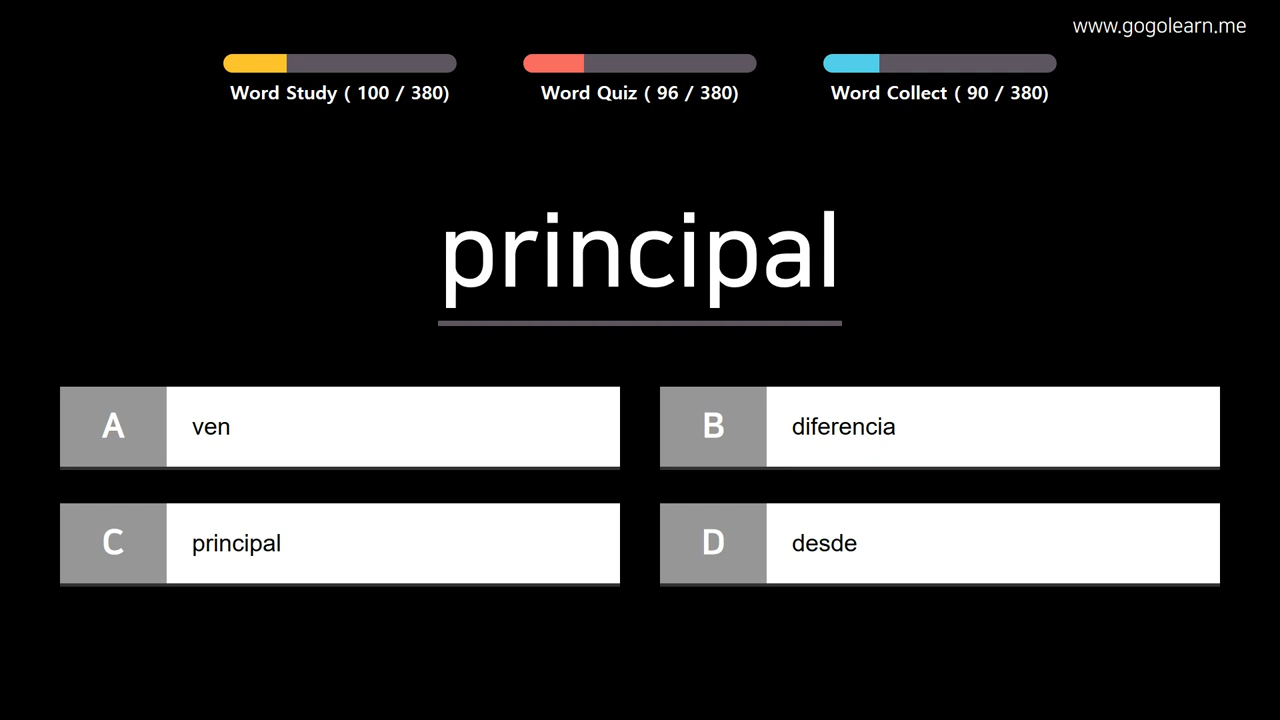 www.gogolearn.me
Word Study ( 100 / 380)
Word Quiz ( 96 / 380)
Word Collect ( 90 / 380)
principal
A ven
B diferencia
C principal
D desde